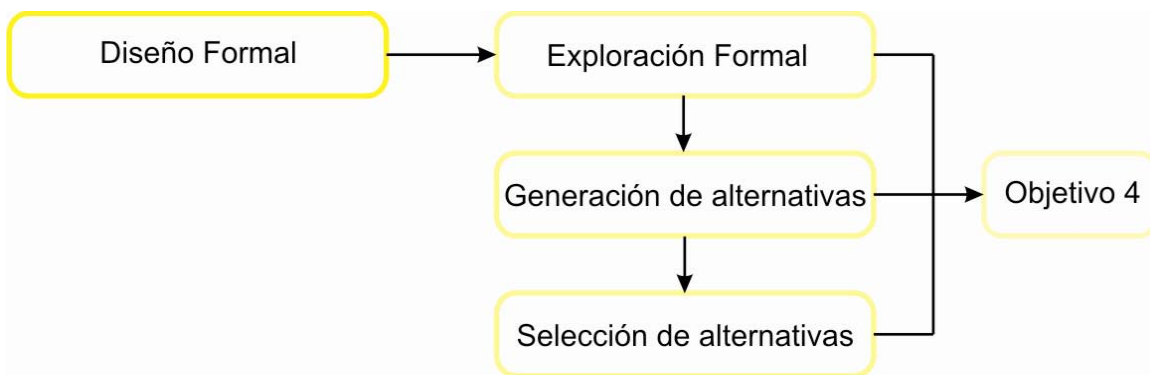 Diseño Formal
Exploración Formal
Generación de alternativas
Objetivo 4
Selección de alternativas